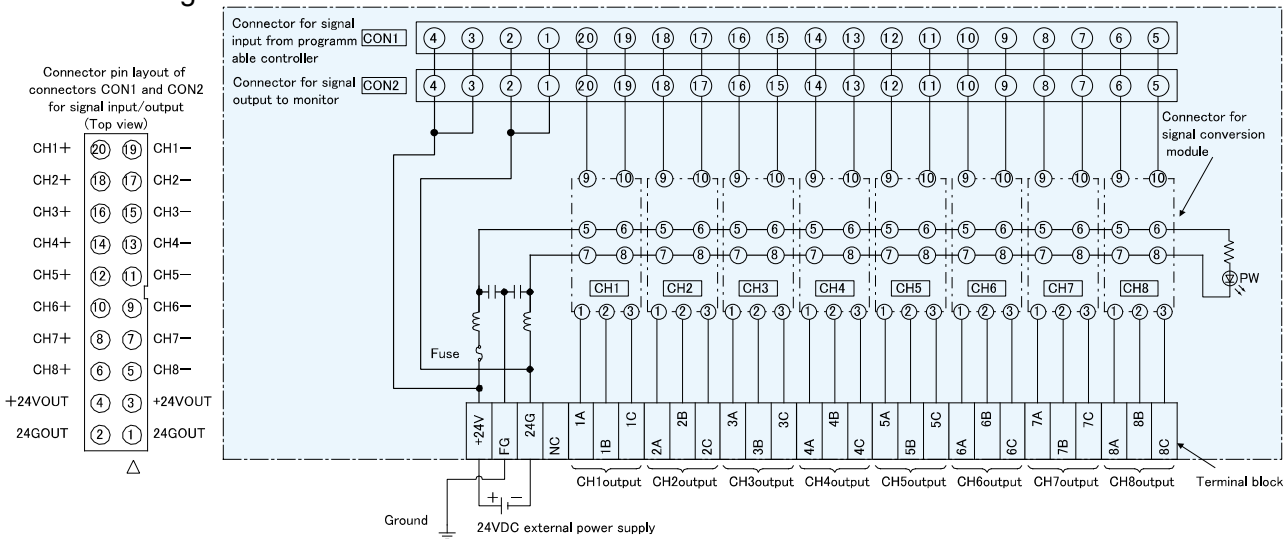 Connector for signal
input from programm
able controller
CON1
④ ③ ② ① ⑳ ⑲ ⑱ ⑰ ⑯ ⑮ ⑭ ⑬ ⑫ ⑪ ⑩ ⑨ ⑧ ⑦ ⑥ ⑤
Connector for signal
output to monitor
CON2
④ ③ ② ① ⑳ ⑲ ⑱ ⑰ ⑯ ⑮ ⑭ ⑬ ⑫ ⑪ ⑩ ⑨ ⑧ ⑦ ⑥ ⑤
Connector pin layout of
connectors CON1 and CON2
for signal input/output
(Top view)
CH1+ ⑳ ⑲ CH1−
CH2+ ⑱ ⑰ CH2−
CH3+ ⑯ ⑮ CH3−
CH4+ ⑭ ⑬ CH4−
CH5+ ⑫ ⑪ CH5−
CH6+ ⑩ ⑨ CH6−
CH7+ ⑧ ⑦ CH7−
CH8+ ⑥ ⑤ CH8−
+24VOUT ④ ③ +24VOUT
24GOUT ② ① 24GOUT
△
Connector for
signal conversion
module
⑨ ⑩ ⑨ ⑩ ⑨ ⑩ ⑨ ⑩ ⑨ ⑩ ⑨ ⑩ ⑨ ⑩ ⑨ ⑩
⑤ ⑥ ⑤ ⑥ ⑤ ⑥ ⑤ ⑥ ⑤ ⑥ ⑤ ⑥ ⑤ ⑥ ⑤ ⑥
⑦ ⑧ ⑦ ⑧ ⑦ ⑧ ⑦ ⑧ ⑦ ⑧ ⑦ ⑧ ⑦ ⑧ ⑦ ⑧
PW
CH1 CH2 CH3 CH4 CH5 CH6 CH7 CH8
① ② ③ ① ② ③ ① ② ③ ① ② ③ ① ② ③ ① ② ③ ① ② ③ ① ② ③
Fuse
+24V FG 24G NC 1A 1B 1C 2A 2B 2C 3A 3B 3C 4A 4B 4C 5A 5B 5C 6A 6B 6C 7A 7B 7C 8A 8B 8C
CH1output CH2output CH3output CH4output CH5output CH6output CH7output CH8output
Terminal block
+ −
Ground
24VDC external power supply